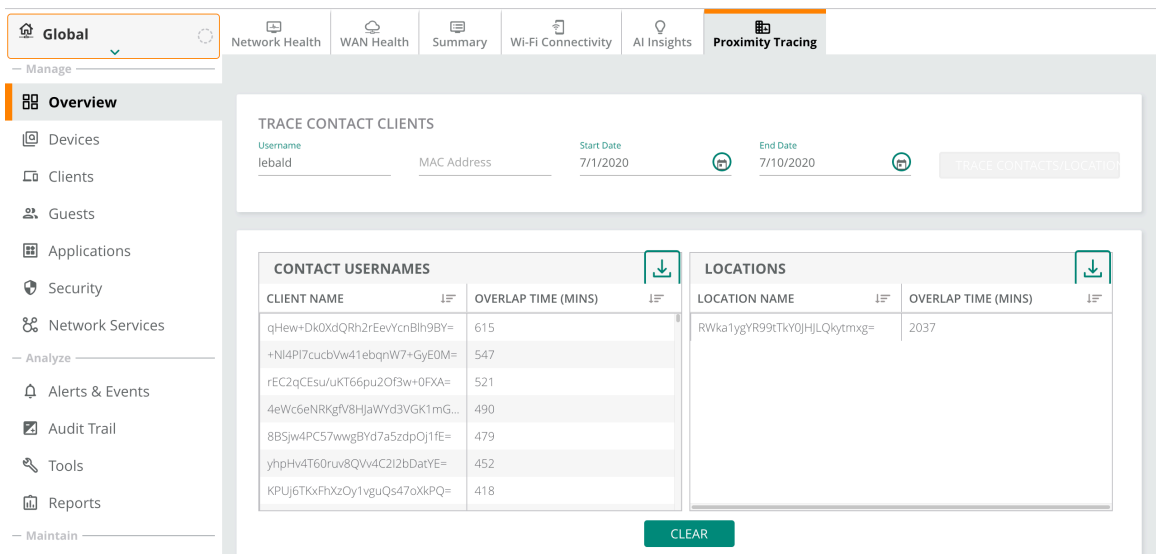 Global
Network Health
WAN Health
Summary
Wi-Fi Connectivity
AI Insights
Proximity Tracing
Manage
Overview
Devices
Clients
Guests
Applications
Security
Network Services
Analyze
Alerts & Events
Audit Trail
Tools
Reports
Maintain
TRACE CONTACT CLIENTS
Username
lebald
MAC Address
Start Date
7/1/2020
End Date
7/10/2020
TRACE CONTACTS/LOCATION
CONTACT USERNAMES
CLIENT NAME OVERLAP TIME (MINS)
qHew+Dk0XdQRh2rEevYcnBlh9BY= 615
+Nl4Pl7cucbVw41ebqnW7+GyE0M= 547
rEC2qCEsu/uKT66pu2Of3w+0FXA= 521
4eWc6eNRKgfV8HJaWYd3VGK1mG... 490
8BSjw4PC57wwgBYd7a5zdpOj1fE= 479
yhpHv4T60ruv8QVv4C2I2bDatYE= 452
KPUj6TKxFhXzOy1vguQs47oXkPQ= 418
LOCATIONS
LOCATION NAME OVERLAP TIME (MINS)
RWka1ygYR99tTkY0JHJLQkytmxg= 2037
CLEAR